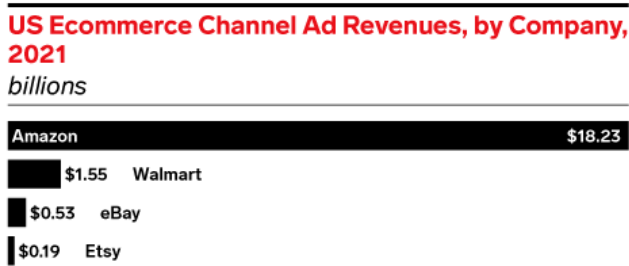 US Ecommerce Channel Ad Revenues, by Company,
2021
billions
Amazon $18.23
$1.55 Walmart
$0.53 eBay
$0.19 Etsy